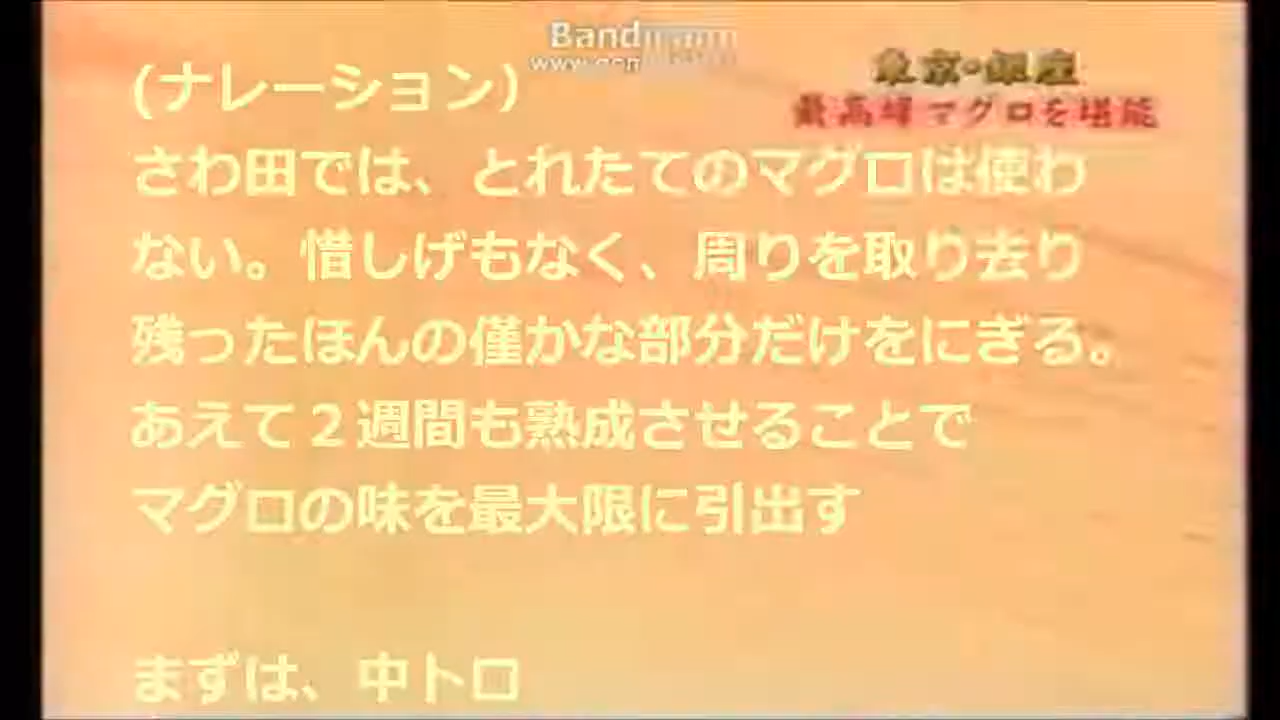 東京・銀座
最高峰マグロを堪能
(ナレーション）
さわ田では、とれたてのマグロは使わ
ない。惜しげもなく、周りを取り去り
残ったほんの僅かな部分だけをにぎる。
あえて２週間も熟成させることで
マグロの味を最大限に引出す
まずは、中トロ